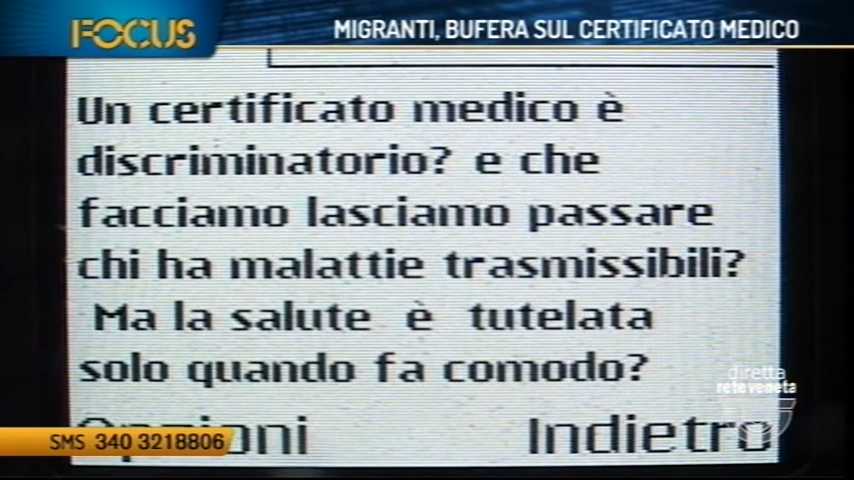 FOCUS
MIGRANTI, BUFERA SUL CERTIFICATO MEDICO
Un certificato medico è
discriminatorio? e che
facciamo lasciamo passare
chi ha malattie trasmissibili?
Ma la salute è tutelata
solo quando fa comodo?
diretta
reteveneta
Opzioni Indietro
SMS 340 3218806